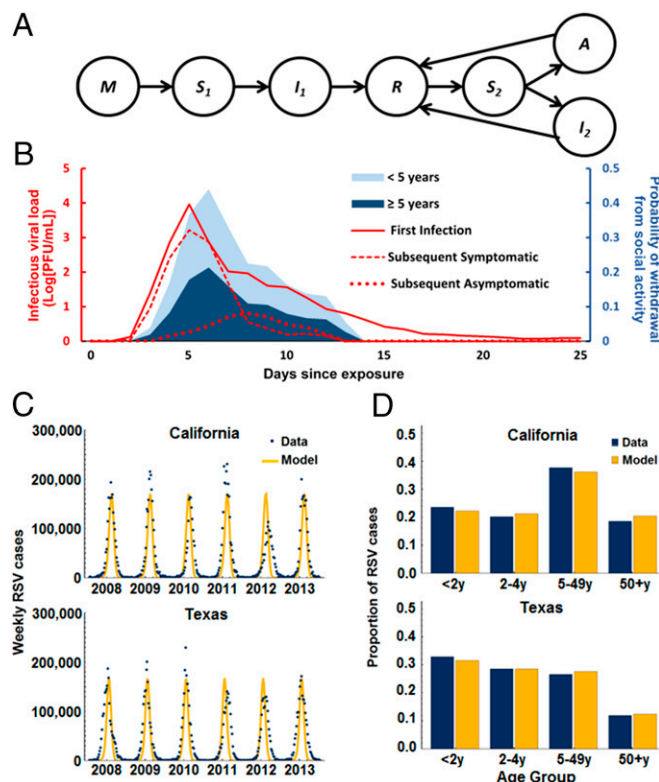 A
M S1 I1 R S2 A I2
B
Infectious viral load
(Log[PFU/mL])
5
4
3
2
1
0
< 5 years
≥ 5 years
First Infection
Subsequent Symptomatic
Subsequent Asymptomatic
0.5
0.4
0.3
0.2
0.1
0
Probability of withdrawal
from social activity
0 5 10 15 20 25
Days since exposure
C
Weekly RSV cases
300,000
200,000
100,000
0
California
Data
Model
2008 2009 2010 2011 2012 2013
300,000
200,000
100,000
0
Texas
2008 2009 2010 2011 2012 2013
D
Proportion of RSV cases
0.5
0.4
0.3
0.2
0.1
0.0
California
Data
Model
<2y 2-4y 5-49y 50+y
0.5
0.4
0.3
0.2
0.1
0.0
Texas
<2y 2-4y 5-49y 50+y
Age Group